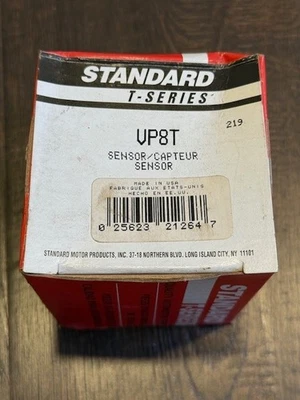 STANDARD
T-SERIES
219
VP8T
SENSOR/CAPTEUR
SENSOR
MADE IN USA
FABRIQUE AUX ETATS-UNIS
HECHO EN EE.UU.
0 25623 21264 7
STANDARD MOTOR PRODUCTS, INC. 37-18 NORTHERN BLVD. LONG ISLAND CITY, NY 11101
STANDARD